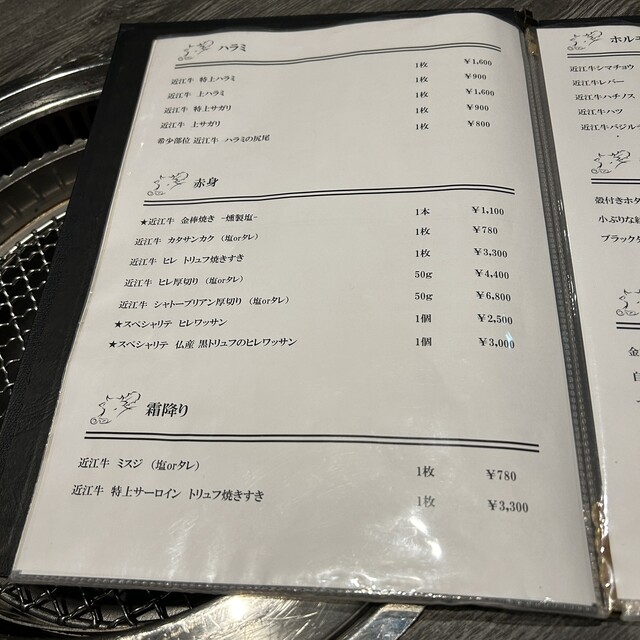 ハラミ
近江牛 特上ハラミ 1枚 ¥1,600
近江牛 上ハラミ 1枚 ¥900
近江牛 特上サガリ 1枚 ¥1,600
近江牛 上サガリ 1枚 ¥900
希少部位 近江牛 ハラミの尻尾 1枚 ¥800
赤身
★近江牛 金棒焼き -燻製塩- 1本 ¥1,100
近江牛 カタサンカク (塩orタレ) 1枚 ¥780
近江牛 ヒレ トリュフ焼きすき 1枚 ¥3,300
近江牛 ヒレ厚切り (塩orタレ) 50g ¥4,400
近江牛 シャトーブリアン厚切り (塩orタレ) 50g ¥6,800
★スペシャリテ ヒレワッサン 1個 ¥2,500
★スペシャリテ 仏産 黒トリュフのヒレワッサン 1個 ¥3,000
霜降り
近江牛 ミスジ (塩orタレ) 1枚 ¥780
近江牛 特上サーロイン トリュフ焼きすき 1枚 ¥3,300
ホルモ
近江牛シマチョウ
近江牛レバー
近江牛ハチノス
近江牛ハツ
近江牛バジル
殻付きホタ
小ぶりな
ブラックタ
金
自